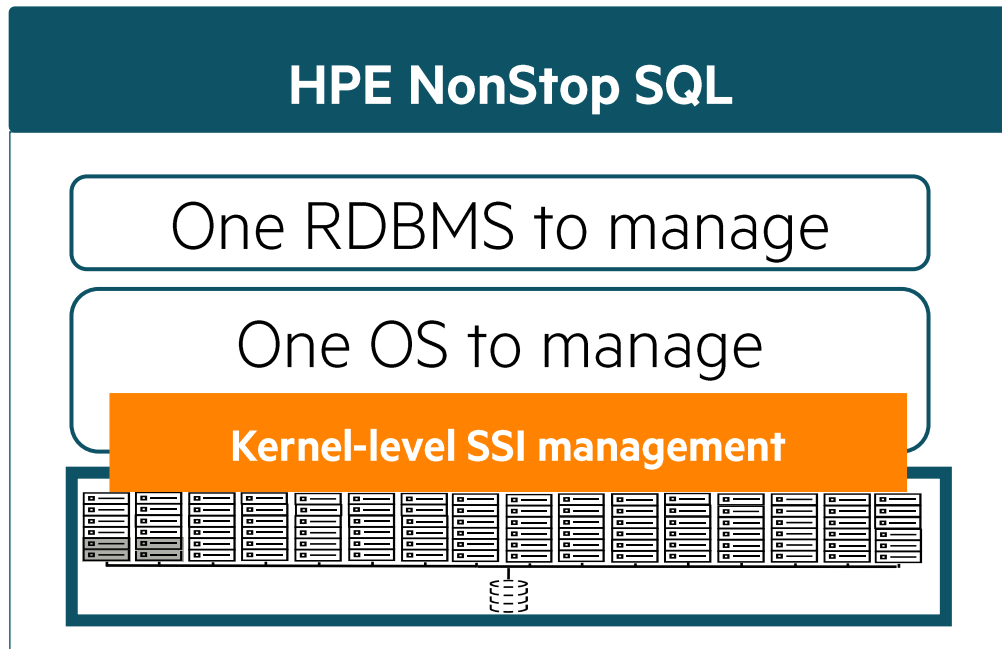 HPE NonStop SQL
One RDBMS to manage
One OS to manage
Kernel-level SSI management